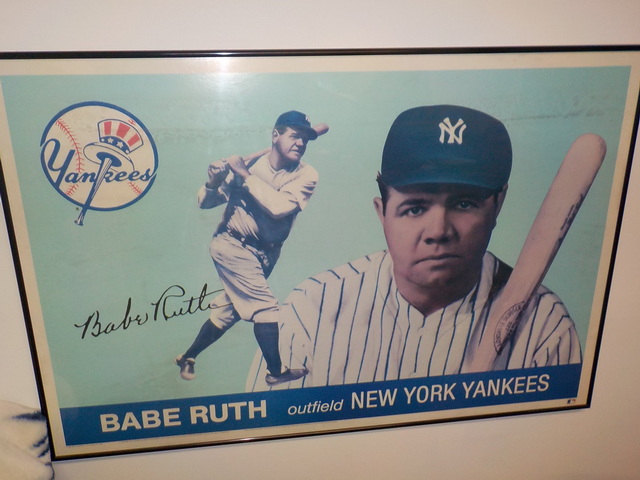 Yankees
NY
Babe Ruth
BABE RUTH outfield NEW YORK YANKEES